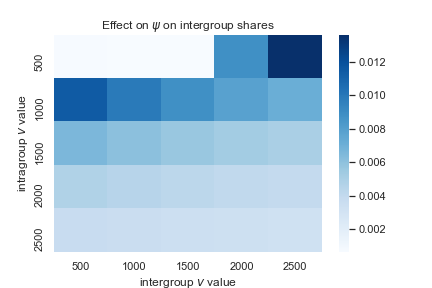 Effect on ψ on intergroup shares
intragroup v value
500
1000
1500
2000
2500
500 1000 1500 2000 2500
intergroup v value
0.012
0.010
0.008
0.006
0.004
0.002